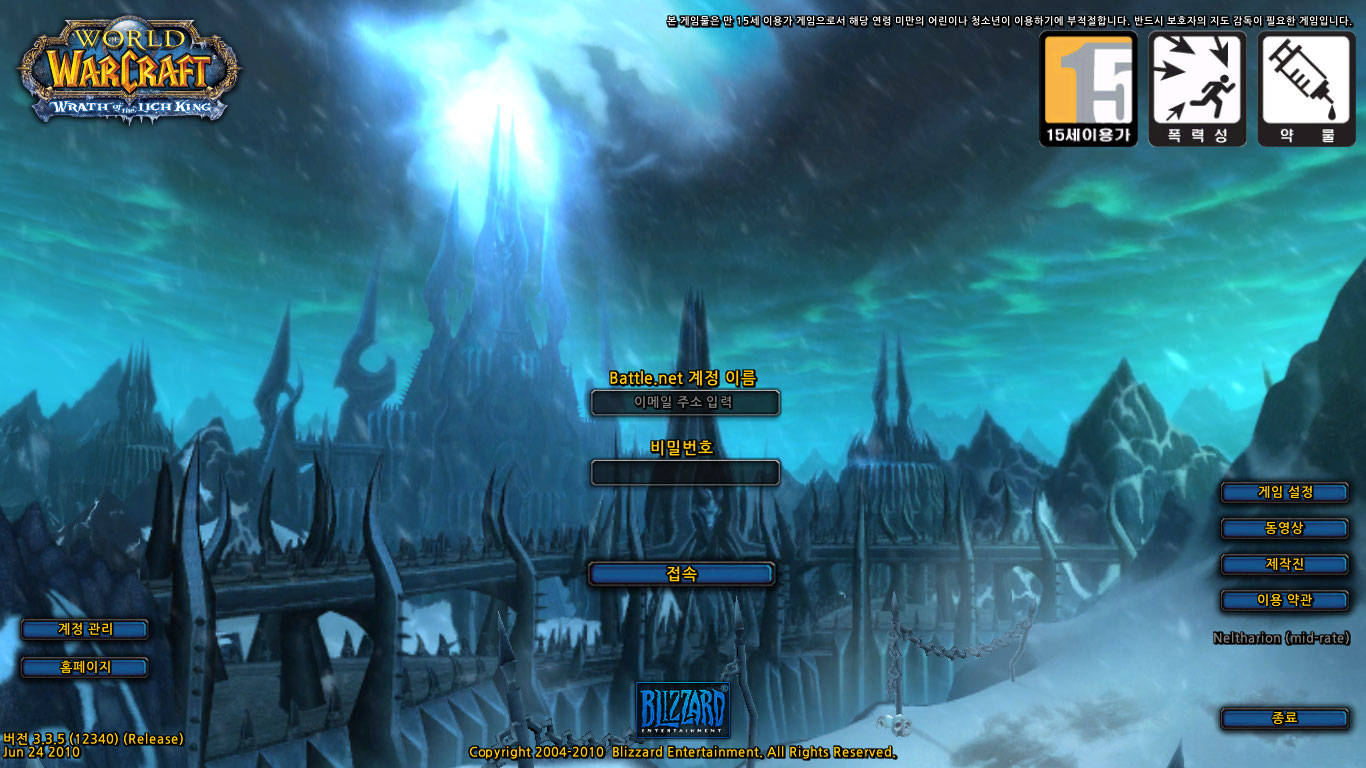 본 게임물은 만 15세 이용가 게임으로서 해당 연령 미만의 어린이나 청소년이 이용하기에 부적절합니다. 반드시 보호자의 지도 감독이 필요한 게임입니다.
WORLD
OF
WARCRAFT
WRATH of the LICH KING
15
15세이용가
폭력성
약물
Battle.net 계정 이름
이메일 주소 입력
비밀번호
접속
게임 설정
동영상
제작진
이용 약관
Neltharion (mid-rate)
종료
계정 관리
홈페이지
버전 3.3.5 (12340) (Release)
Jun 24 2010
BLIZZARD®
ENTERTAINMENT
Copyright 2004-2010 Blizzard Entertainment. All Rights Reserved.